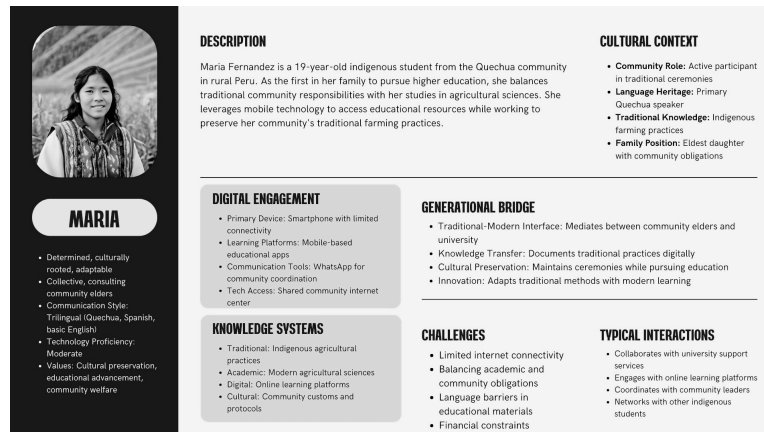 MARIA
Determined, culturally
rooted, adaptable
Collective, consulting
community elders
Communication Style:
Trilingual (Quechua, Spanish,
basic English)
Technology Proficiency:
Moderate
Values: Cultural preservation,
educational advancement,
community welfare
DESCRIPTION
Maria Fernandez is a 19-year-old indigenous student from the Quechua community
in rural Peru. As the first in her family to pursue higher education, she balances
traditional community responsibilities with her studies in agricultural sciences. She
leverages mobile technology to access educational resources while working to
preserve her community's traditional farming practices.
CULTURAL CONTEXT
Community Role: Active participant
in traditional ceremonies
Language Heritage: Primary
Quechua speaker
Traditional Knowledge: Indigenous
farming practices
Family Position: Eldest daughter
with community obligations
DIGITAL ENGAGEMENT
Primary Device: Smartphone with limited
connectivity
Learning Platforms: Mobile-based
educational apps
Communication Tools: WhatsApp for
community coordination
Tech Access: Shared community internet
center
GENERATIONAL BRIDGE
Traditional-Modern Interface: Mediates between community elders and
university
Knowledge Transfer: Documents traditional practices digitally
Cultural Preservation: Maintains ceremonies while pursuing education
Innovation: Adapts traditional methods with modern learning
KNOWLEDGE SYSTEMS
Traditional: Indigenous agricultural
practices
Academic: Modern agricultural sciences
Digital: Online learning platforms
Cultural: Community customs and
protocols
CHALLENGES
Limited internet connectivity
Balancing academic and
community obligations
Language barriers in
educational materials
Financial constraints
TYPICAL INTERACTIONS
Collaborates with university support
services
Engages with online learning platforms
Coordinates with community leaders
Networks with other indigenous
students